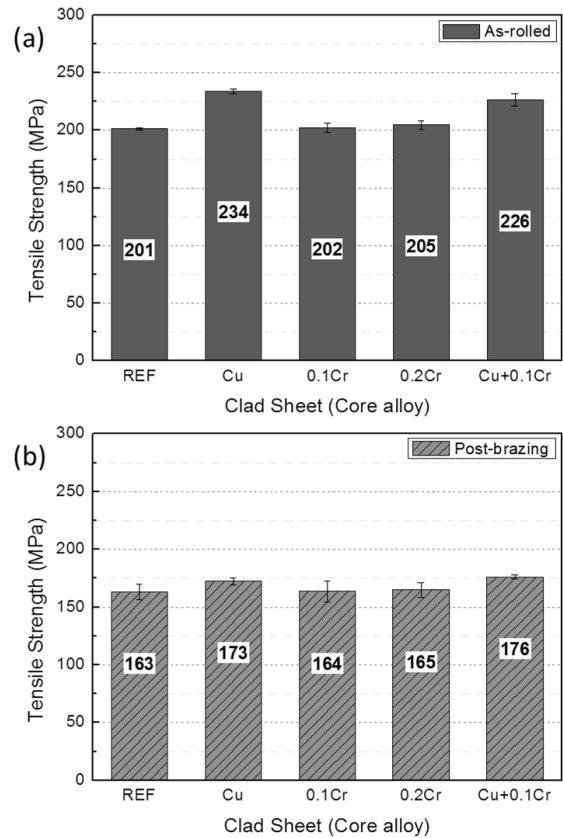 (a)
300
250
200
150
100
50
0
Tensile Strength (MPa)
As-rolled
201
234
202
205
226
REF Cu 0.1Cr 0.2Cr Cu+0.1Cr
Clad Sheet (Core alloy)
(b)
300
250
200
150
100
50
0
Tensile Strength (MPa)
Post-brazing
163
173
164
165
176
REF Cu 0.1Cr 0.2Cr Cu+0.1Cr
Clad Sheet (Core alloy)